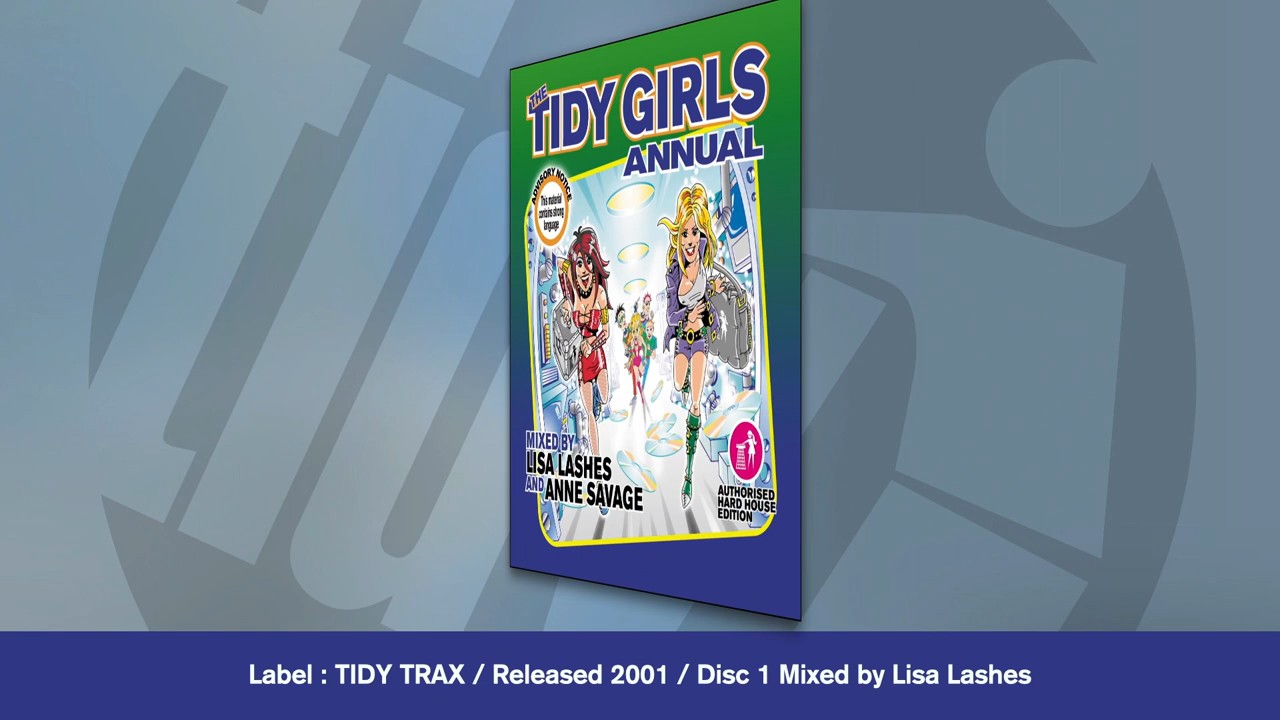 THE
TIDY GIRLS
ANNUAL
ADVISORY NOTICE
This material
contains strong
language
MIXED BY
LISA LASHES
AND ANNE SAVAGE
AUTHORISED
HARD HOUSE
EDITION
Label : TIDY TRAX / Released 2001 / Disc 1 Mixed by Lisa Lashes